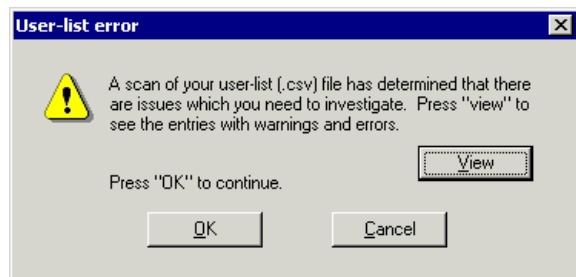 User-list error
A scan of your user-list (.csv) file has determined that there
are issues which you need to investigate. Press "view" to
see the entries with warnings and errors.
View
Press "OK" to continue.
OK Cancel